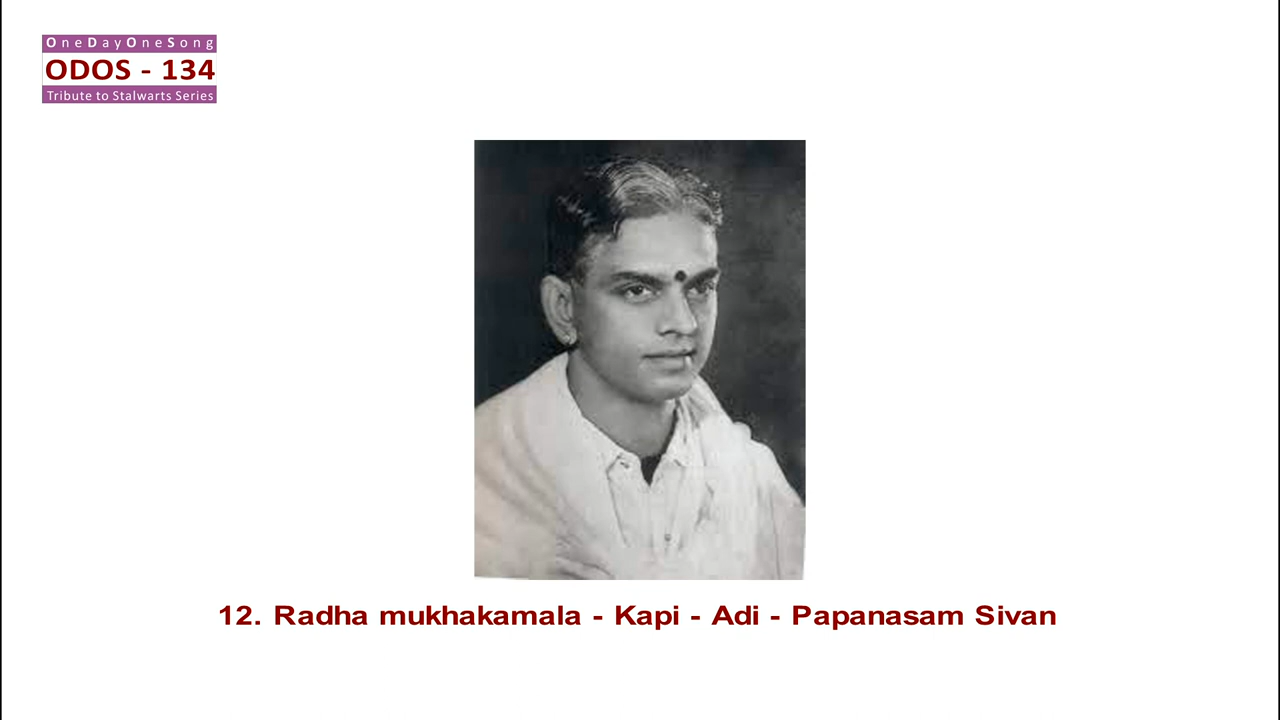 OneDayOneSong
ODOS - 134
Tribute to Stalwarts Series
12. Radha mukhakamala - Kapi - Adi - Papanasam Sivan